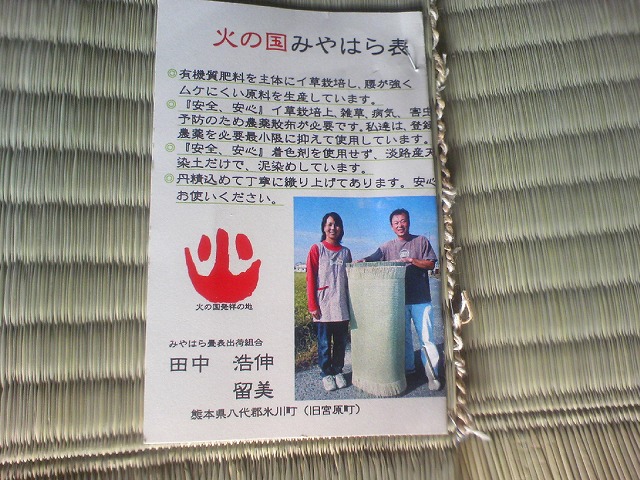 火の国みやはら表
◎有機質肥料を主体にイ草栽培し、腰が強く
ムケにくい原料を生産しています。
◎『安全、安心』イ草栽培上、雑草、病気、害虫
予防のため農薬散布が必要です。私達は、登録
農薬を必要最小限に抑えて使用しています。
◎『安全、安心』着色剤を使用せず、淡路産天
染土だけで、泥染めしています。
◎丹積込めて丁寧に織り上げてあります。安心
お使いください。
火の国発祥の地
みやはら畳表出荷組合
田中 浩伸
留美
熊本県八代郡氷川町（旧宮原町）